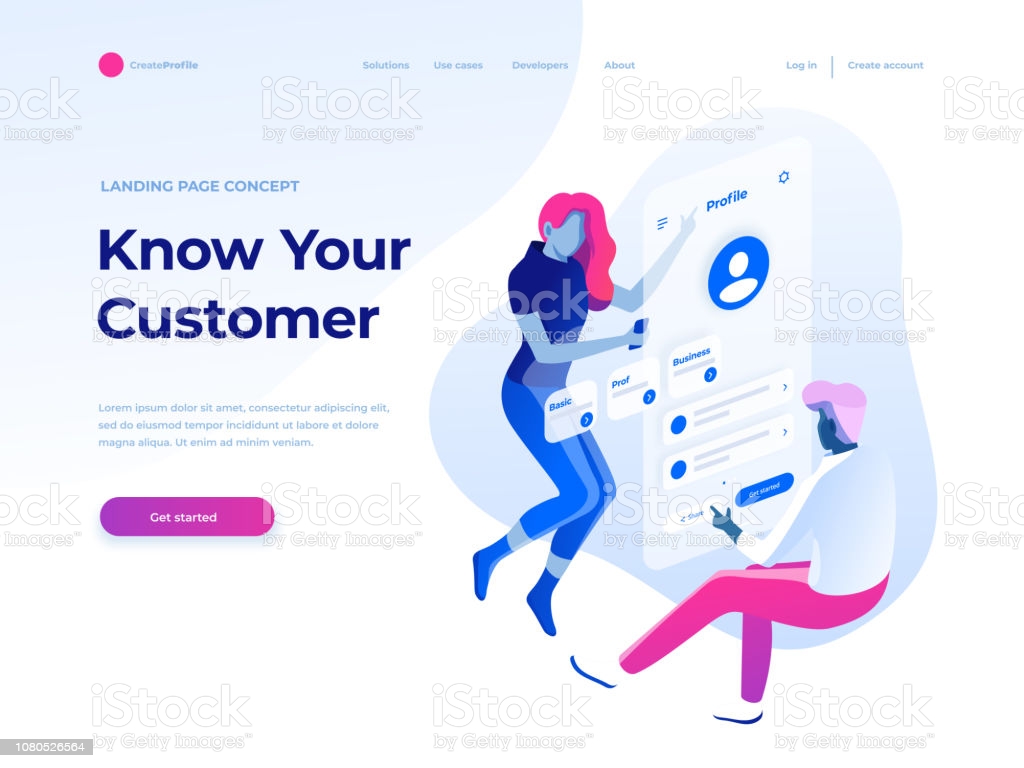 CreateProfile
Solutions Use cases Developers About
Log in Create account
LANDING PAGE CONCEPT
Know Your
Customer
Lorem ipsum dolor sit amet, consectetur adipiscing elit,
sed do eiusmod tempor incididunt ut labore et dolore
magna aliqua. Ut enim ad minim veniam.
Get started
Profile
Basic
Prof
Business
Get started
Share
iStock
by Getty Images™
1080526564